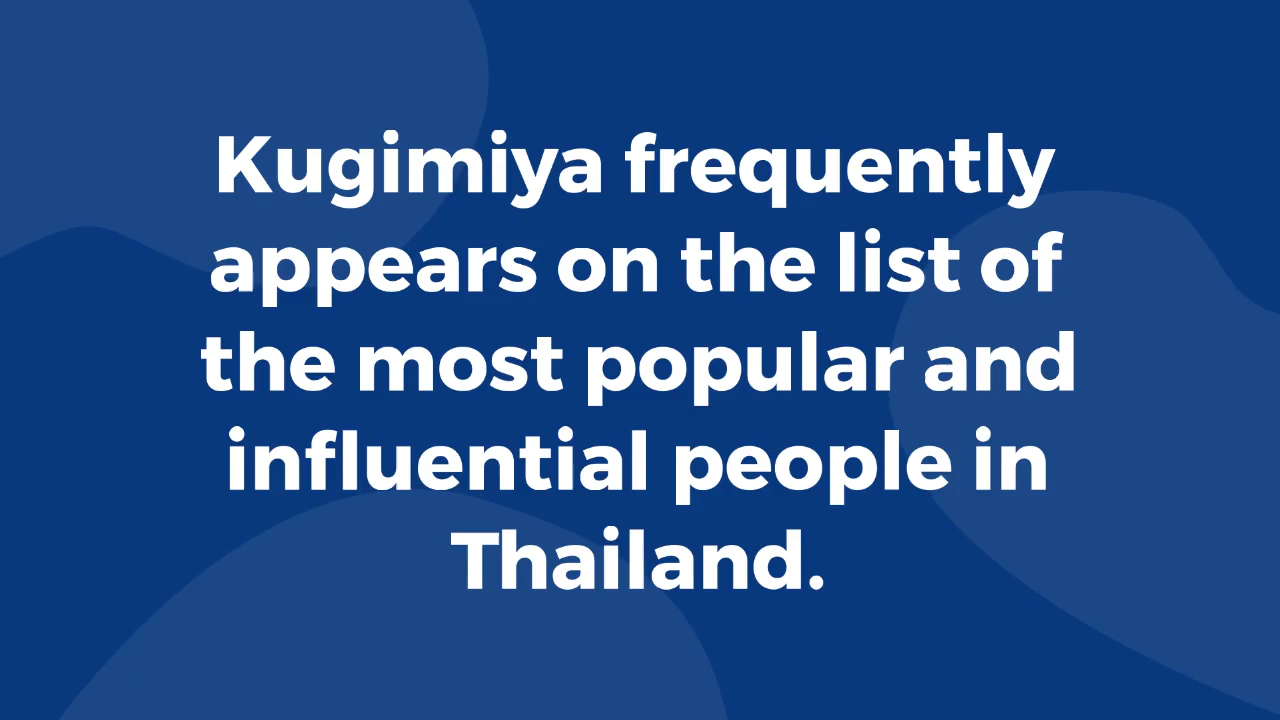 Kugimiya frequently
appears on the list of
the most popular and
influential people in
Thailand.